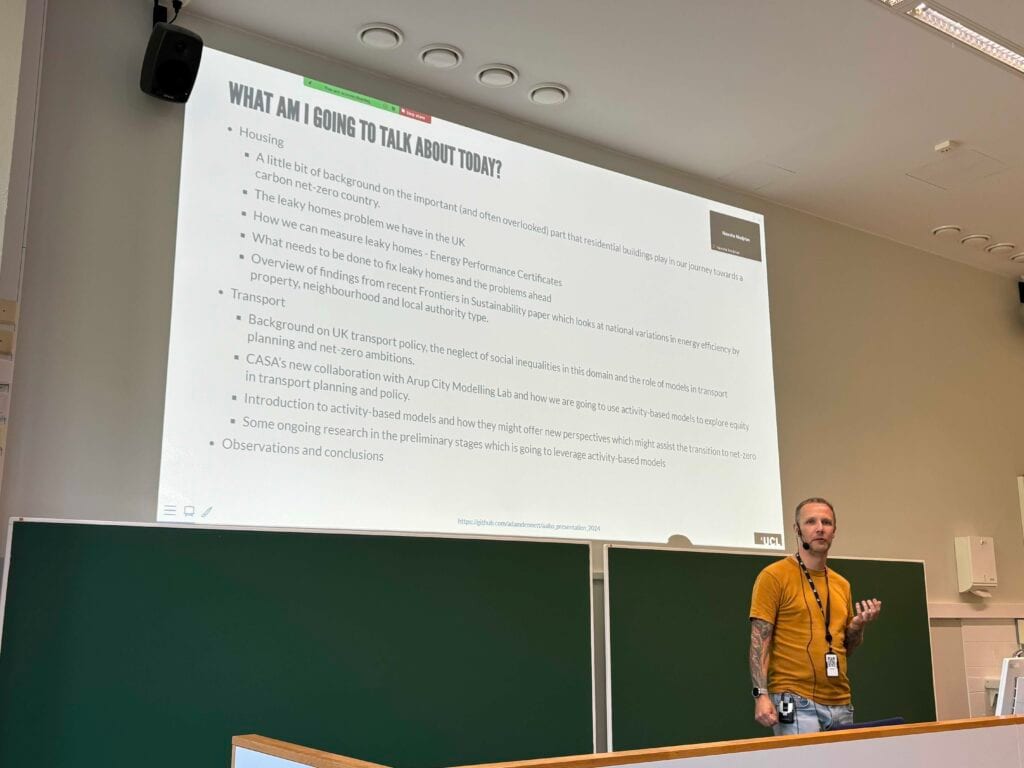 WHAT AM I GOING TO TALK ABOUT TODAY?
• Housing
▪ A little bit of background on the important (and often overlooked) part that residential buildings play in our journey towards a
carbon net-zero country.
▪ The leaky homes problem we have in the UK
▪ How we can measure leaky homes - Energy Performance Certificates
▪ What needs to be done to fix leaky homes and the problems ahead
▪ Overview of findings from recent Frontiers in Sustainability paper which looks at national variations in energy efficiency by
property, neighbourhood and local authority type.
• Transport
▪ Background on UK transport policy, the neglect of social inequalities in this domain and the role of models in transport
planning and net-zero ambitions.
▪ CASA's new collaboration with Arup City Modelling Lab and how we are going to use activity-based models to explore equity
in transport planning and policy.
▪ Introduction to activity-based models and how they might offer new perspectives which might assist the transition to net-zero
▪ Some ongoing research in the preliminary stages which is going to leverage activity-based models
• Observations and conclusions
UCL